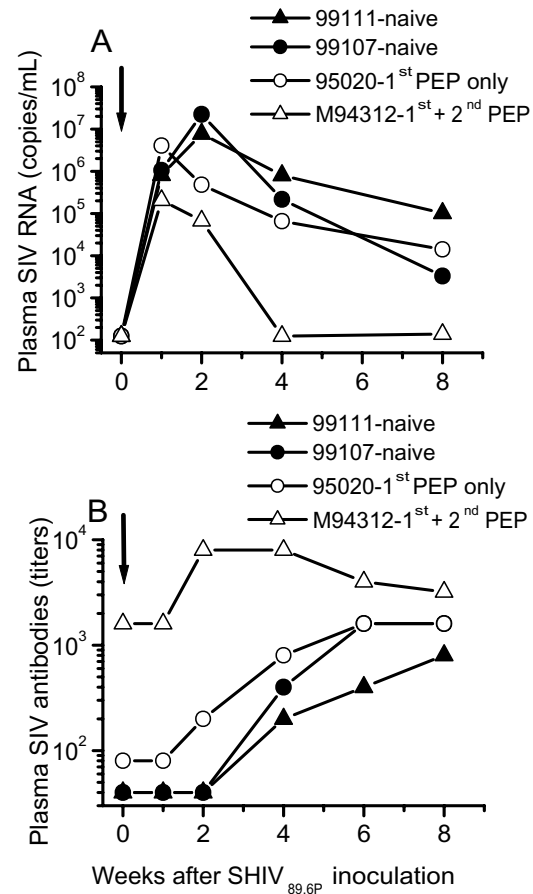 A
99111-naive
99107-naive
95020-1st PEP only
M94312-1st + 2nd PEP
Plasma SIV RNA (copies/mL)
10^8
10^7
10^6
10^5
10^4
10^3
10^2
0 2 4 6 8
99111-naive
99107-naive
95020-1st PEP only
M94312-1st + 2nd PEP
B
Plasma SIV antibodies (titers)
10^4
10^3
10^2
0 2 4 6 8
Weeks after SHIV89.6P inoculation